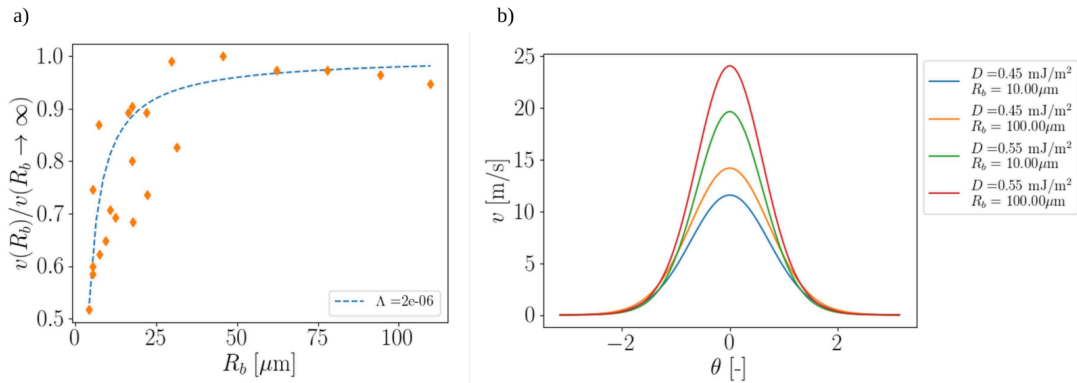 a)
1.0
0.9
0.8
0.7
0.6
0.5
v(R_b)/v(R_b → ∞)
Λ =2e-06
0 25 50 75 100
R_b [μm]
b)
25
20
15
10
5
0
v [m/s]
−2 0 2
θ [-]
D =0.45 mJ/m²
R_b = 10.00μm
D =0.45 mJ/m²
R_b = 100.00μm
D =0.55 mJ/m²
R_b = 10.00μm
D =0.55 mJ/m²
R_b = 100.00μm